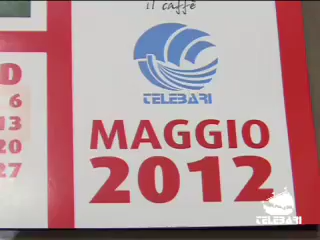 il caffè
TELEBARI
D
6
13
20
27
MAGGIO
2012
TELEBARI